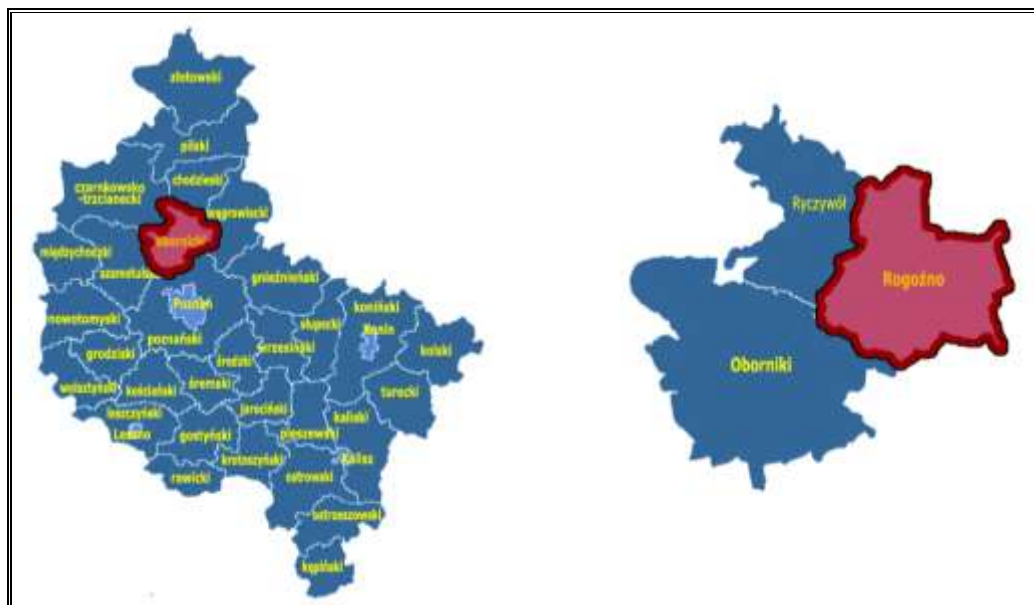 złotowski
pilski
chodzieski
czarnkowsko
-trzcianecki
wągrowiecki
obornicki
międzychodzki
szamotulski
gnieźnieński
Poznań
koniński
nowotomyski
słupecki
Konin
poznański
wrzesiński
kolski
grodziski
średzki
wolsztyński
kościański
śremski
turecki
leszczyński
jarociński
kaliski
Leszno
gostyński
pleszewski
krotoszyński
Kalisz
rawicki
ostrowski
ostrzeszowski
kępiński
Ryczywół
Rogoźno
Oborniki